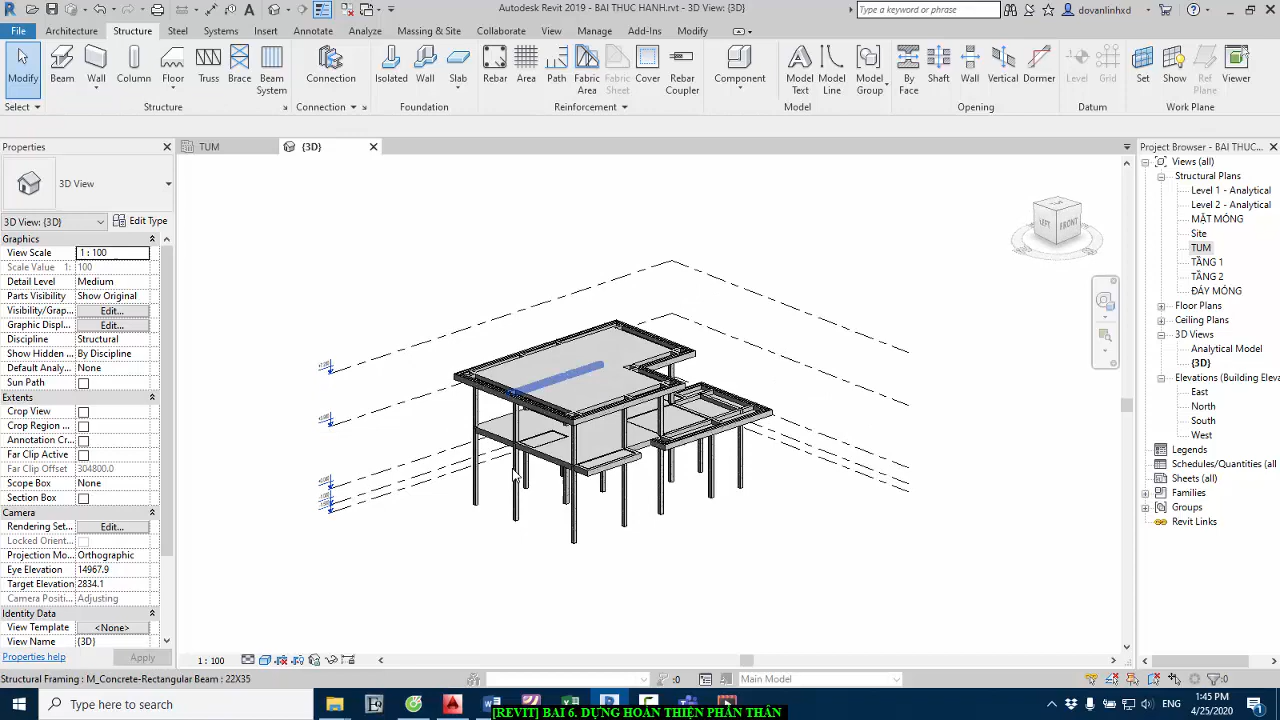 Autodesk Revit 2019 - BAI THUC HANH.rvt - 3D View: {3D}
Type a keyword or phrase
dovanlinhxd
File
Architecture
Structure
Steel
Systems
Insert
Annotate
Analyze
Massing & Site
Collaborate
View
Manage
Add-Ins
Modify
Modify
Beam
Wall
Column
Floor
Truss
Brace
Beam System
Connection
Isolated
Wall
Slab
Rebar
Area
Path
Fabric Area
Fabric Sheet
Cover
Rebar Coupler
Component
Model Text
Model Line
Model Group
By Face
Shaft
Wall
Vertical
Dormer
Level
Grid
Set
Show
Ref Plane
Viewer
Select
Structure
Connection
Foundation
Reinforcement
Model
Opening
Datum
Work Plane
Properties
TUM
{3D}
Project Browser - BAI THUC...
3D View
3D View: {3D}
Edit Type
Graphics
View Scale 1 : 100
Scale Value 1: 100
Detail Level Medium
Parts Visibility Show Original
Visibility/Grap... Edit...
Graphic Displ... Edit...
Discipline Structural
Show Hidden ... By Discipline
Default Analy... None
Sun Path
Extents
Crop View
Crop Region ...
Annotation Cr...
Far Clip Active
Far Clip Offset 304800.0
Scope Box None
Section Box
Camera
Rendering Set... Edit...
Locked Orient...
Projection Mo... Orthographic
Eye Elevation 14967.9
Target Elevation 2834.1
Camera Position Adjusting
Identity Data
View Template <None>
View Name {3D}
Properties help
Apply
LEFT
FRONT
Views (all)
Structural Plans
Level 1 - Analytical
Level 2 - Analytical
MẶT MÓNG
Site
TUM
TẦNG 1
TẦNG 2
ĐÁY MÓNG
Floor Plans
Ceiling Plans
3D Views
Analytical Model
{3D}
Elevations (Building Elev
East
North
South
West
Legends
Schedules/Quantities (al
Sheets (all)
Families
Groups
Revit Links
1 : 100
Structural Framing : M_Concrete-Rectangular Beam : 22X35
:0
Main Model
:0
Type here to search
ENG
1:45 PM
4/25/2020
[REVIT] BAI 6. DỰNG HOÀN THIỆN PHẦN THÂN